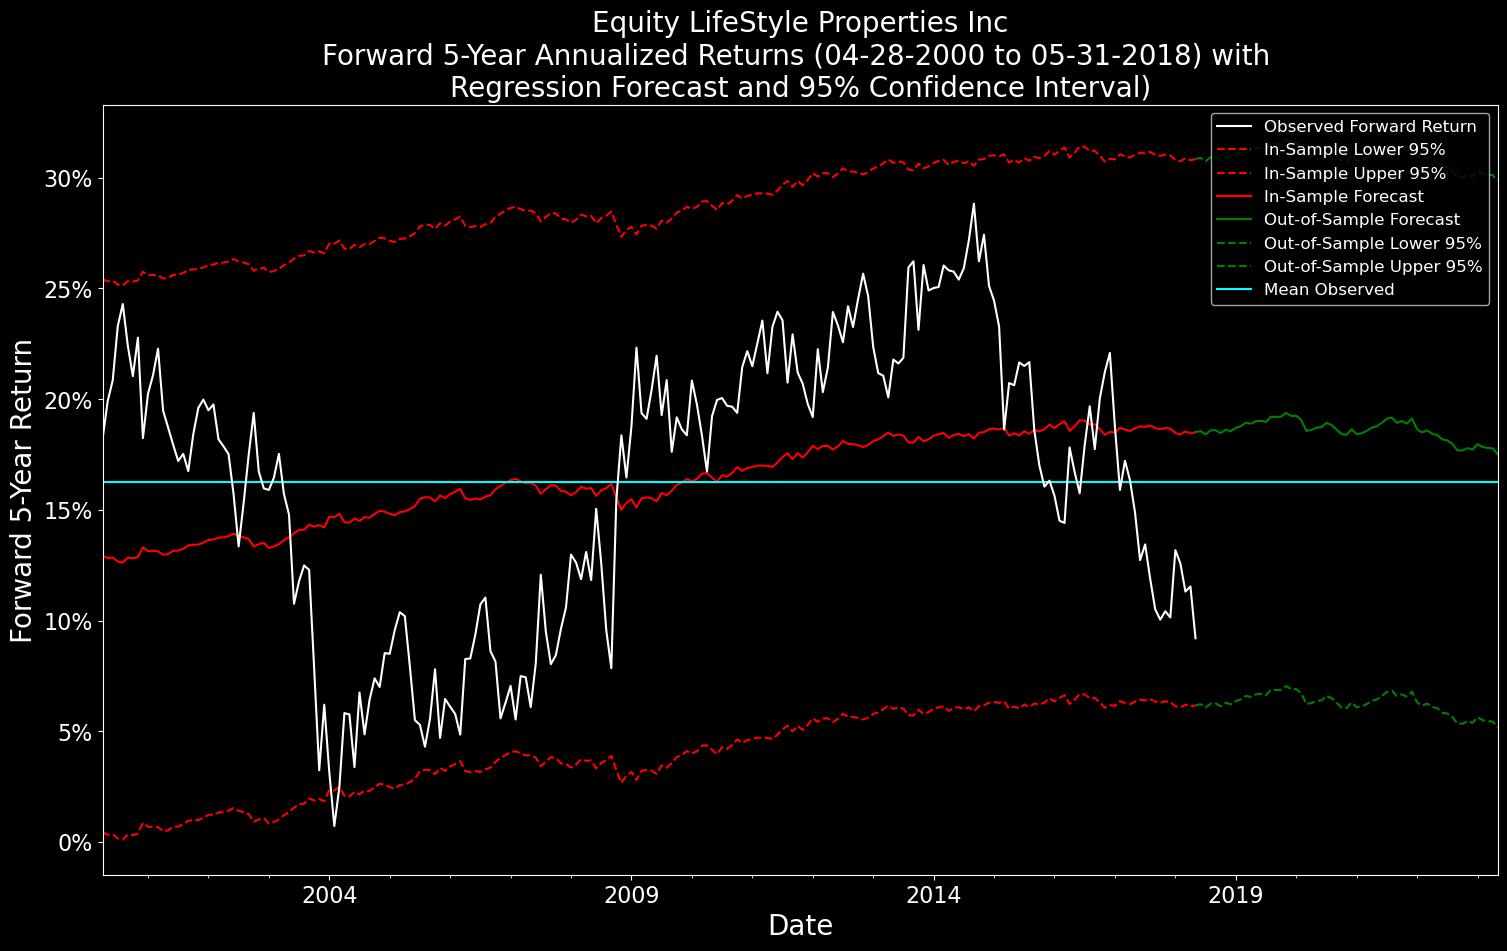 Equity LifeStyle Properties Inc
Forward 5-Year Annualized Returns (04-28-2000 to 05-31-2018) with
Regression Forecast and 95% Confidence Interval)
Observed Forward Return
In-Sample Lower 95%
In-Sample Upper 95%
In-Sample Forecast
Out-of-Sample Forecast
Out-of-Sample Lower 95%
Out-of-Sample Upper 95%
Mean Observed
Forward 5-Year Return
30%
25%
20%
15%
10%
5%
0%
2004
2009
2014
2019
Date